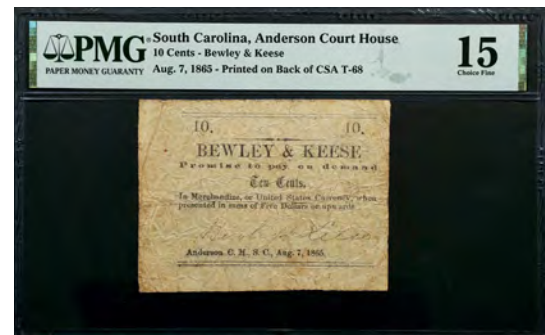 PMG
PAPER MONEY GUARANTY
South Carolina, Anderson Court House
10 Cents - Bewley & Keese
Aug. 7, 1865 - Printed on Back of CSA T-68
15
Choice Fine
10. 10.
BEWLEY & KEESE
Promise to pay on demand
Ten Cents.
In Merchandize, or United States Currency, when
presented in sums of Five Dollars or upwards
Anderson, C. H., S. C., Aug. 7, 1865.